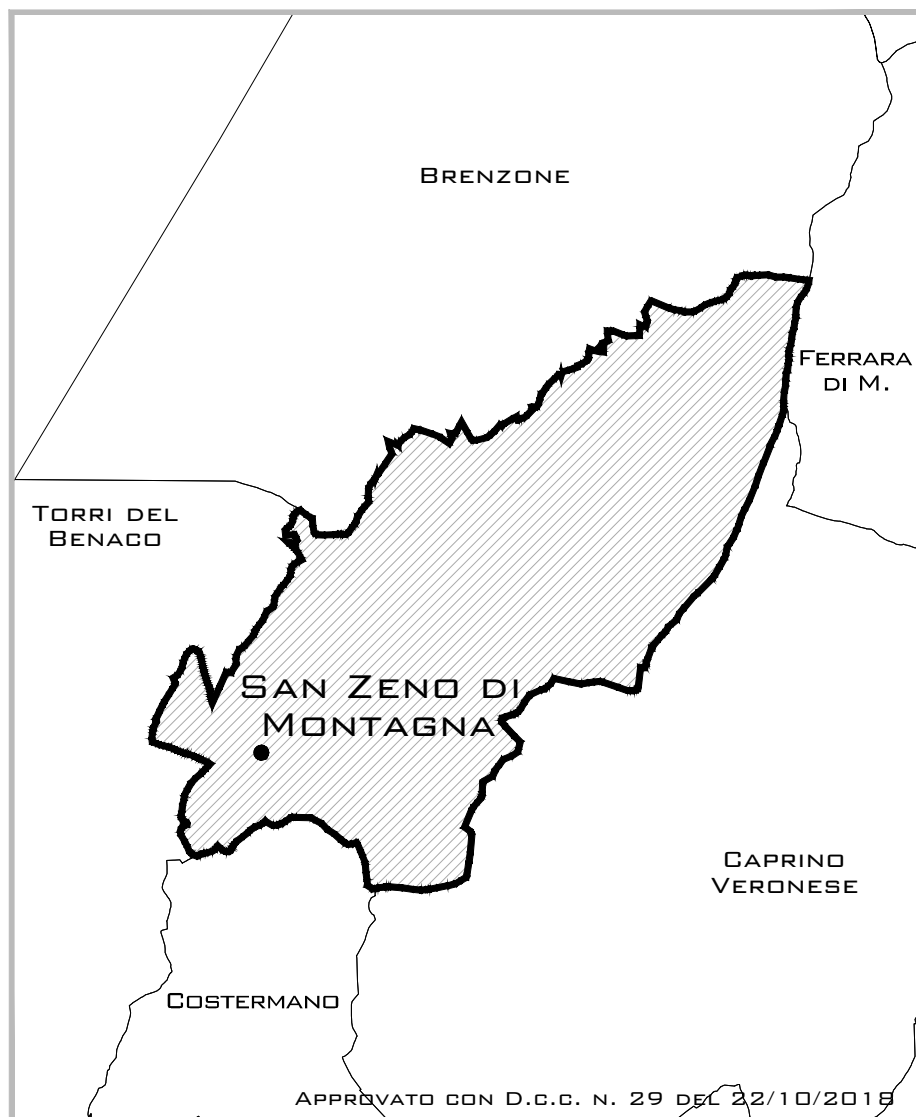 BRENZONE
FERRARA
DI M.
TORRI DEL
BENACO
SAN ZENO DI
MONTAGNA
CAPRINO
VERONESE
COSTERMANO
APPROVATO CON D.C.C. N. 29 DEL 22/10/2018